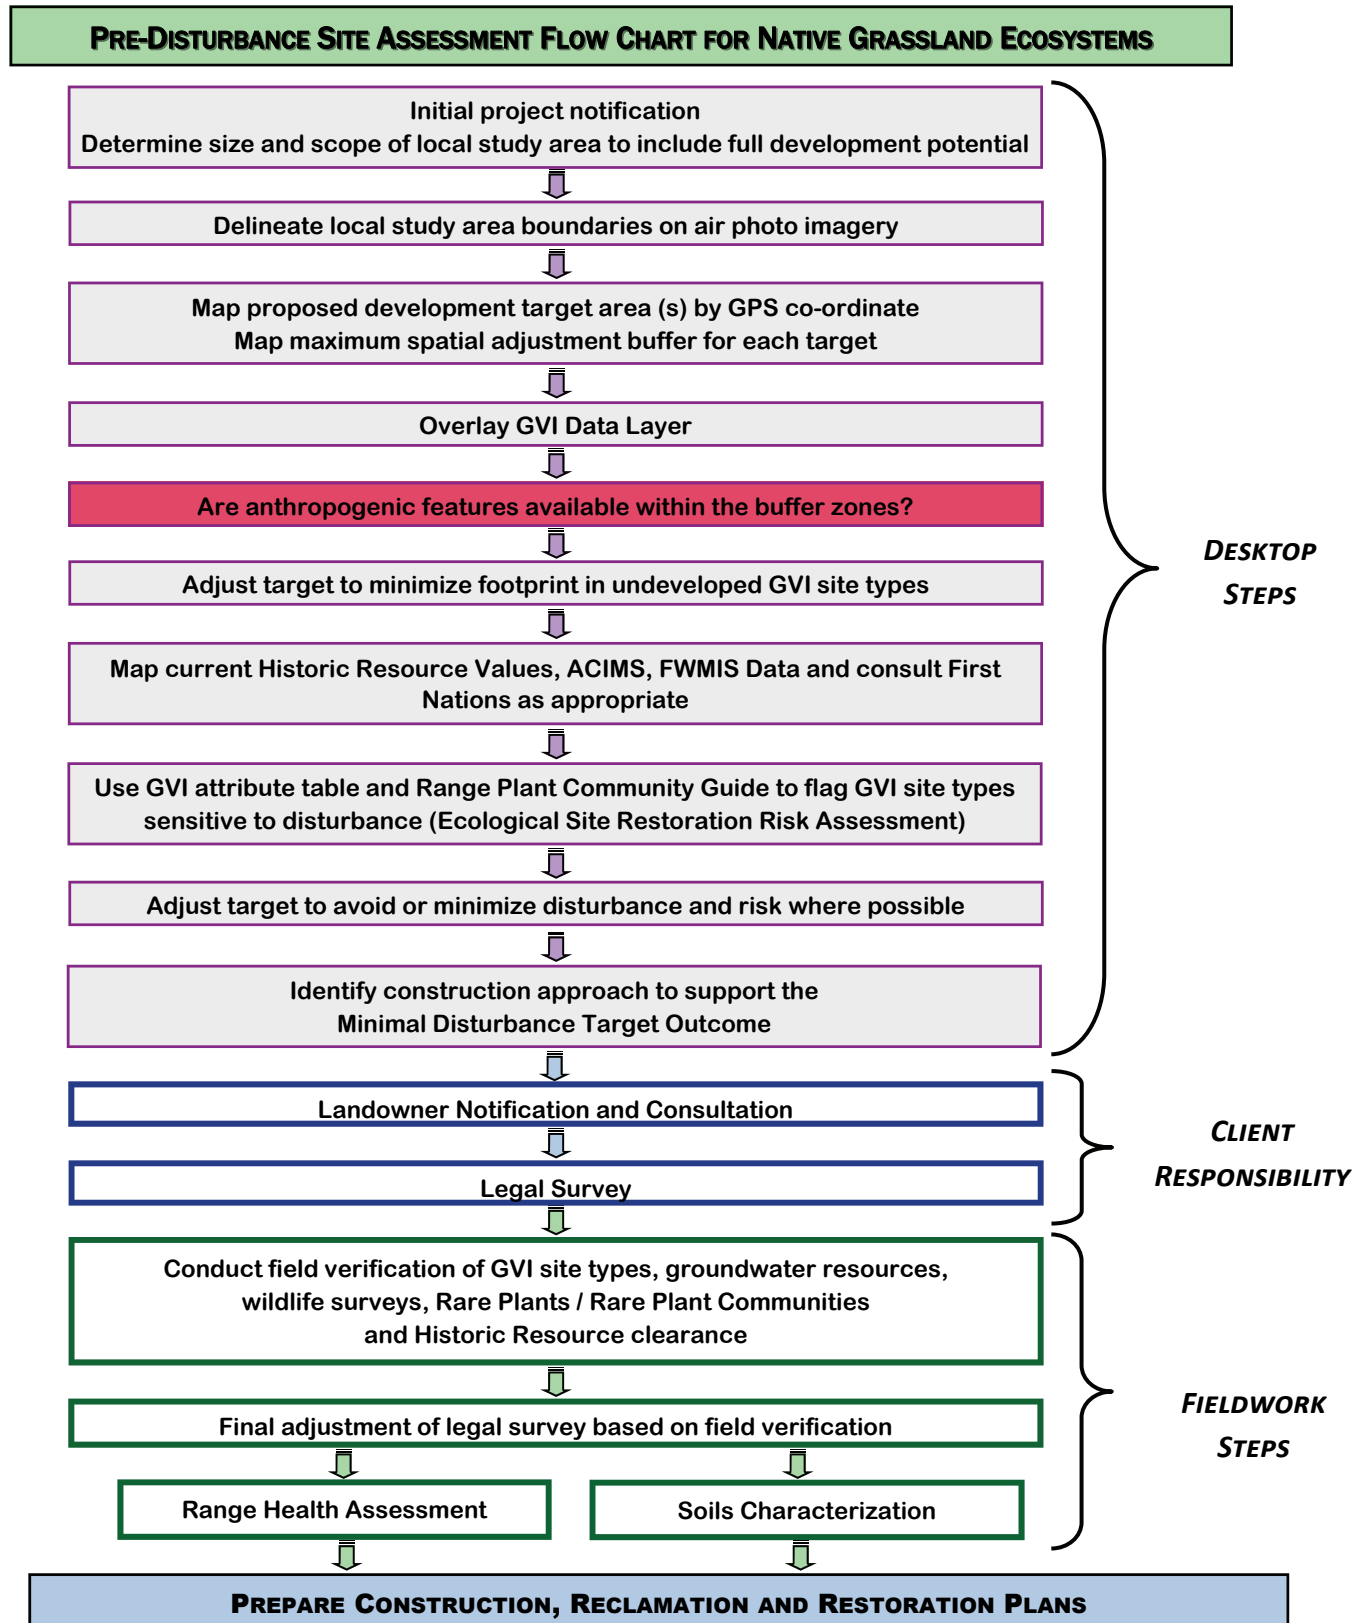 PRE-DISTURBANCE SITE ASSESSMENT FLOW CHART FOR NATIVE GRASSLAND ECOSYSTEMS
Initial project notification
Determine size and scope of local study area to include full development potential
Delineate local study area boundaries on air photo imagery
Map proposed development target area (s) by GPS co-ordinate
Map maximum spatial adjustment buffer for each target
Overlay GVI Data Layer
Are anthropogenic features available within the buffer zones?
Adjust target to minimize footprint in undeveloped GVI site types
Map current Historic Resource Values, ACIMS, FWMIS Data and consult First
Nations as appropriate
Use GVI attribute table and Range Plant Community Guide to flag GVI site types
sensitive to disturbance (Ecological Site Restoration Risk Assessment)
Adjust target to avoid or minimize disturbance and risk where possible
Identify construction approach to support the
Minimal Disturbance Target Outcome
DESKTOP
STEPS
Landowner Notification and Consultation
Legal Survey
CLIENT
RESPONSIBILITY
Conduct field verification of GVI site types, groundwater resources,
wildlife surveys, Rare Plants / Rare Plant Communities
and Historic Resource clearance
Final adjustment of legal survey based on field verification
Range Health Assessment
Soils Characterization
FIELDWORK
STEPS
PREPARE CONSTRUCTION, RECLAMATION AND RESTORATION PLANS